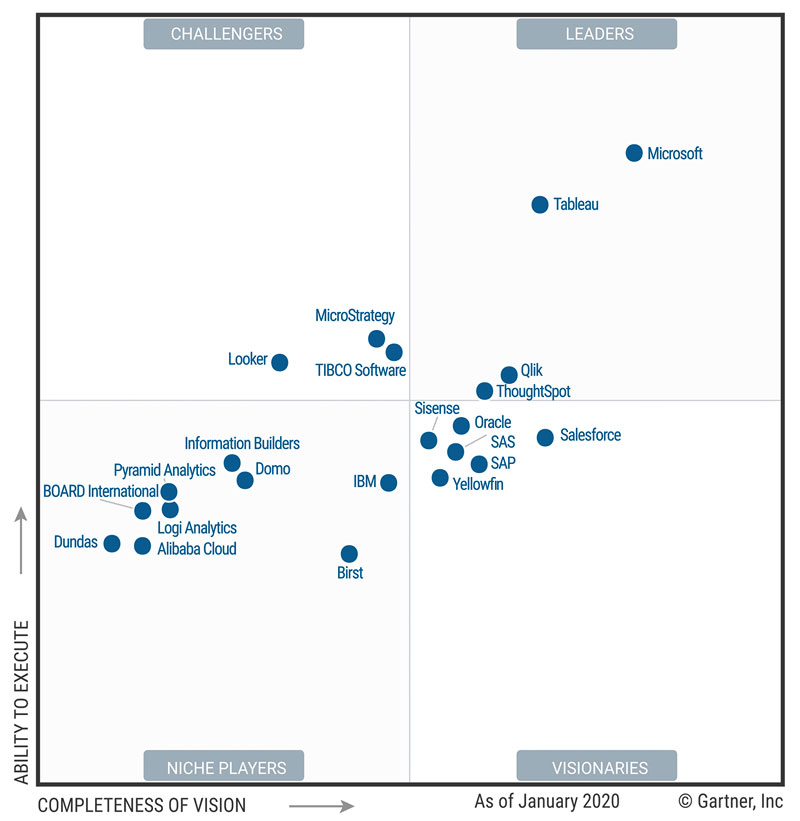 CHALLENGERS
LEADERS
Microsoft
Tableau
MicroStrategy
Looker
TIBCO Software
Qlik
ThoughtSpot
Sisense
Oracle
Salesforce
SAS
Information Builders
SAP
Pyramid Analytics
Domo
IBM
Yellowfin
BOARD International
Logi Analytics
Dundas
Alibaba Cloud
Birst
NICHE PLAYERS
VISIONARIES
ABILITY TO EXECUTE
COMPLETENESS OF VISION
As of January 2020
© Gartner, Inc